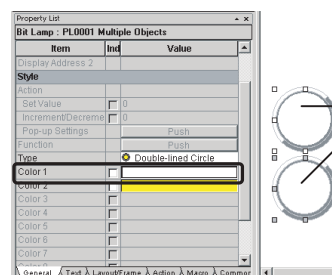 Property List
Bit Lamp : PL0001 Multiple Objects
Item Ind Value
Display Address 2
Style
Action
Set Value 0
Increment/Decreme 0
Pop-up Settings Push
Function Push
Type Double-lined Circle
Color 1
Color 2
Color 3
Color 4
Color 5
Color 6
Color 7
General Text Layout/Frame Action Macro Common